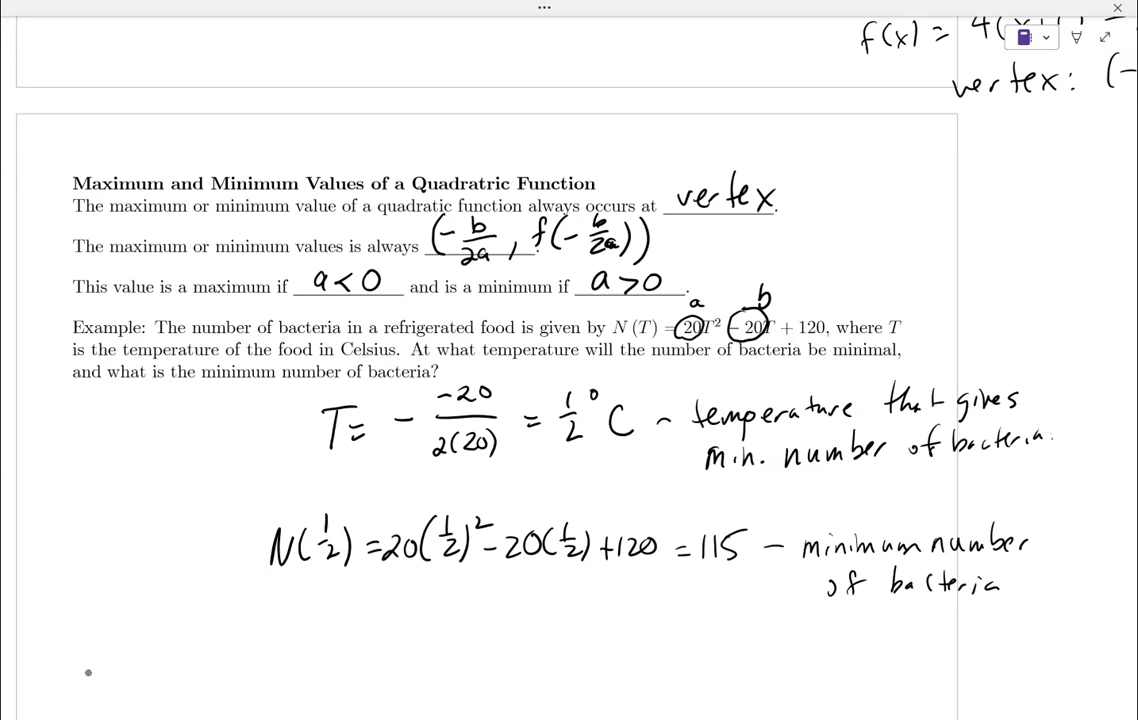 f(x) = 4(x
vertex: (-
Maximum and Minimum Values of a Quadratric Function
The maximum or minimum value of a quadratic function always occurs at vertex.
The maximum or minimum values is always (-b/2a, f(-b/2a)).
This value is a maximum if a<0 and is a minimum if a>0.
a b
Example: The number of bacteria in a refrigerated food is given by N (T) = 20T² − 20T + 120, where T
is the temperature of the food in Celsius. At what temperature will the number of bacteria be minimal,
and what is the minimum number of bacteria?
T = - -20/2(20) = 1/2 °C ~ temperature that gives
min. number of bacteria.
N(1/2) = 20(1/2)² - 20(1/2) + 120 = 115 - minimum number
of bacteria